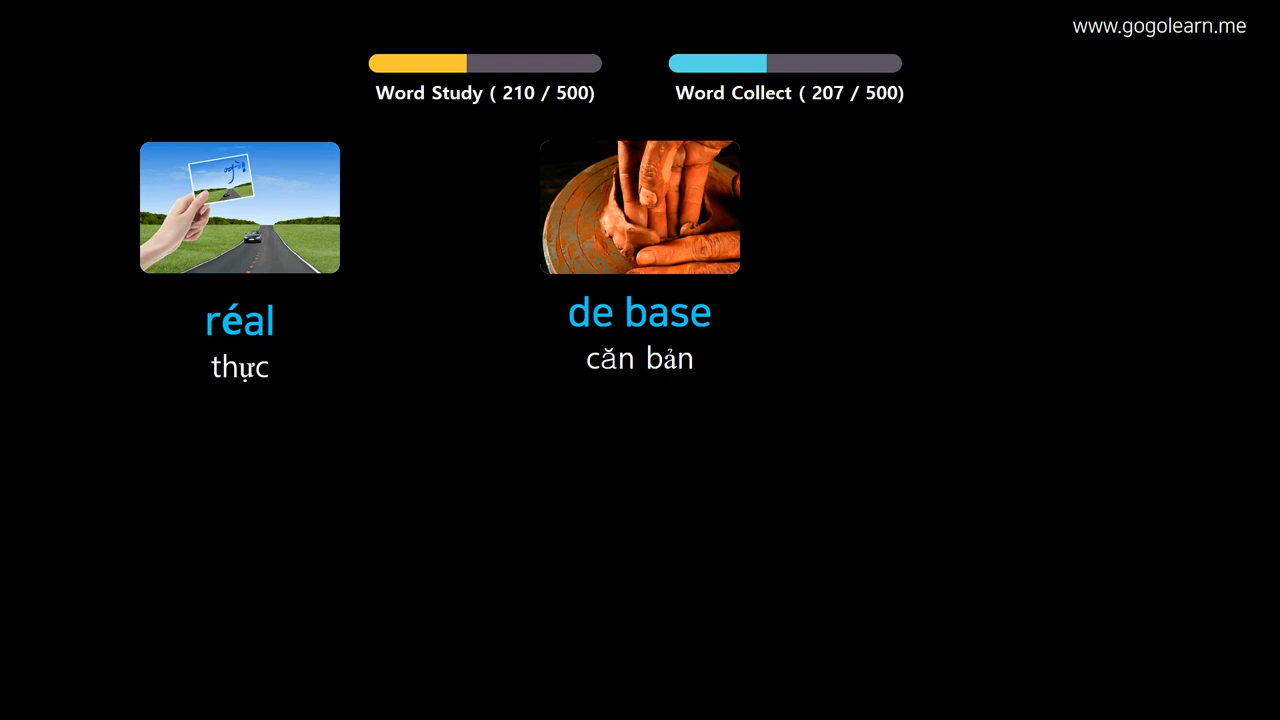 www.gogolearn.me
Word Study ( 210 / 500)
Word Collect ( 207 / 500)
réal
thực
de base
căn bản